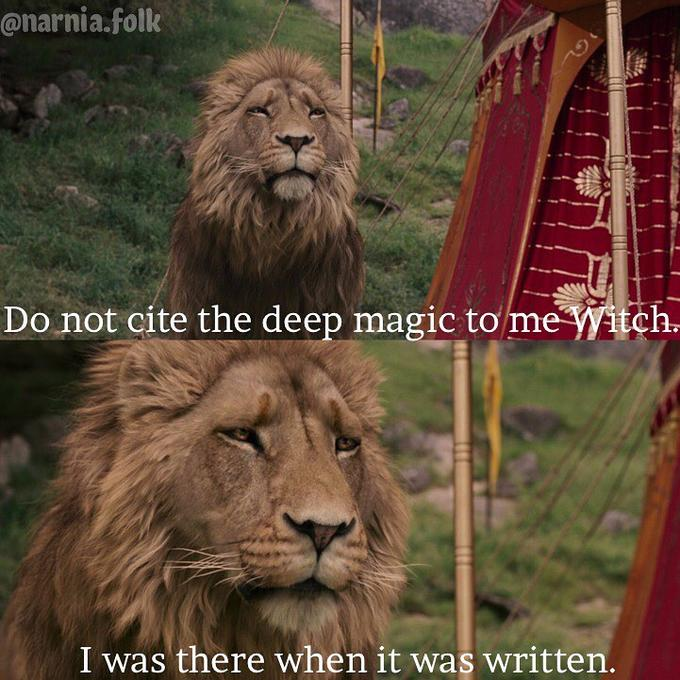 @narnia.folk
Do not cite the deep magic to me Witch.
I was there when it was written.